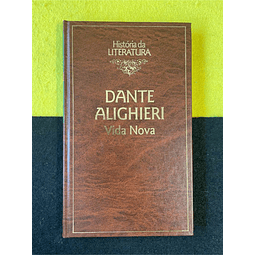 História da
LITERATURA
DANTE
ALIGHIERI
Vida Nova